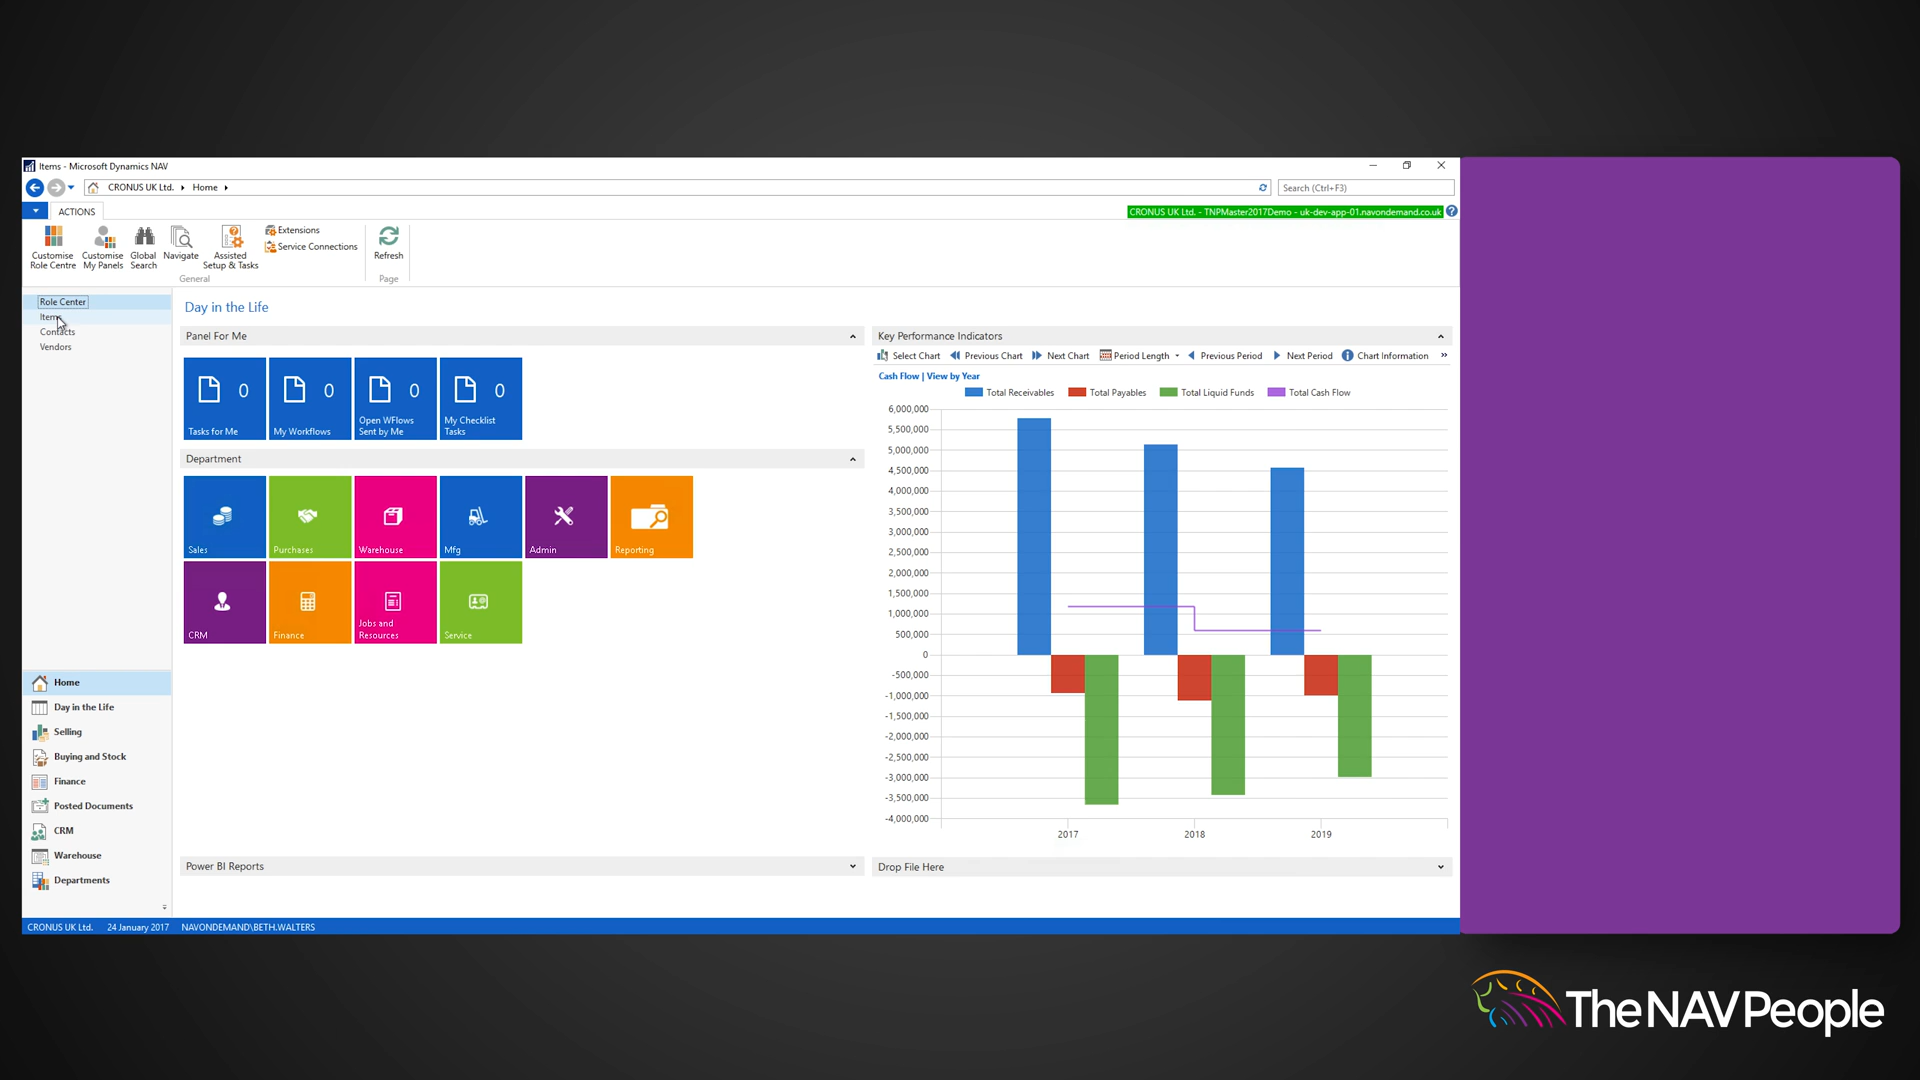 Items - Microsoft Dynamics NAV
CRONUS UK Ltd. Home
Search (Ctrl+F3)
ACTIONS
CRONUS UK Ltd. - TNPMaster2017Demo - uk-dev-app-01.navondemand.co.uk
Customise
Role Centre
Customise
My Panels
Global
Search
Navigate
Assisted
Setup & Tasks
Extensions
Service Connections
General
Refresh
Page
Role Center
Items
Contacts
Vendors
Day in the Life
Panel For Me
0
Tasks for Me
0
My Workflows
0
Open WFlows
Sent by Me
0
My Checklist
Tasks
Department
Sales
Purchases
Warehouse
Mfg
Admin
Reporting
CRM
Finance
Jobs and
Resources
Service
Power BI Reports
Key Performance Indicators
Select Chart Previous Chart Next Chart Period Length Previous Period Next Period Chart Information »
Cash Flow | View by Year
Total Receivables Total Payables Total Liquid Funds Total Cash Flow
6,000,000
5,500,000
5,000,000
4,500,000
4,000,000
3,500,000
3,000,000
2,500,000
2,000,000
1,500,000
1,000,000
500,000
0
-500,000
-1,000,000
-1,500,000
-2,000,000
-2,500,000
-3,000,000
-3,500,000
-4,000,000
2017 2018 2019
Drop File Here
Home
Day in the Life
Selling
Buying and Stock
Finance
Posted Documents
CRM
Warehouse
Departments
CRONUS UK Ltd. 24 January 2017 NAVONDEMAND\BETH.WALTERS
TheNAVPeople